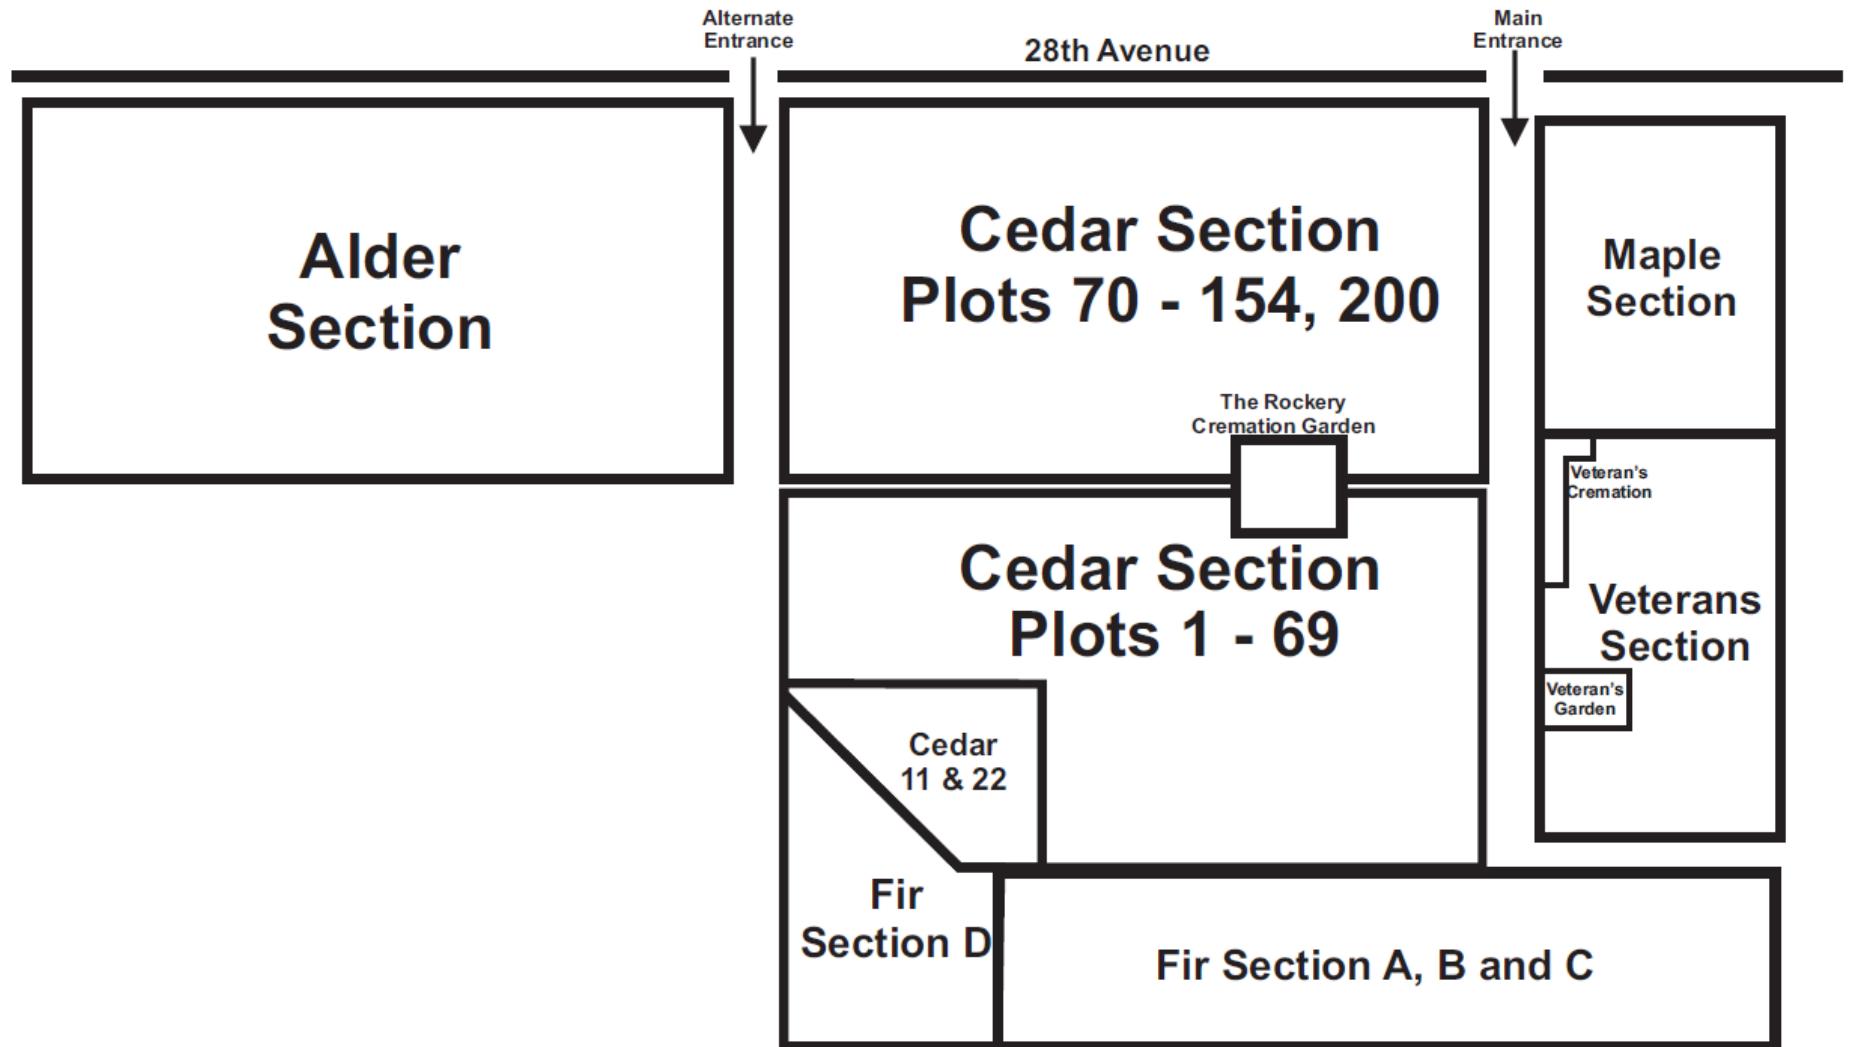 Alternate
Entrance
28th Avenue
Main
Entrance
Alder
Section
Cedar Section
Plots 70 - 154, 200
Maple
Section
The Rockery
Cremation Garden
Veteran's
Cremation
Cedar Section
Plots 1 - 69
Veterans
Section
Veteran's
Garden
Cedar
11 & 22
Fir
Section D
Fir Section A, B and C